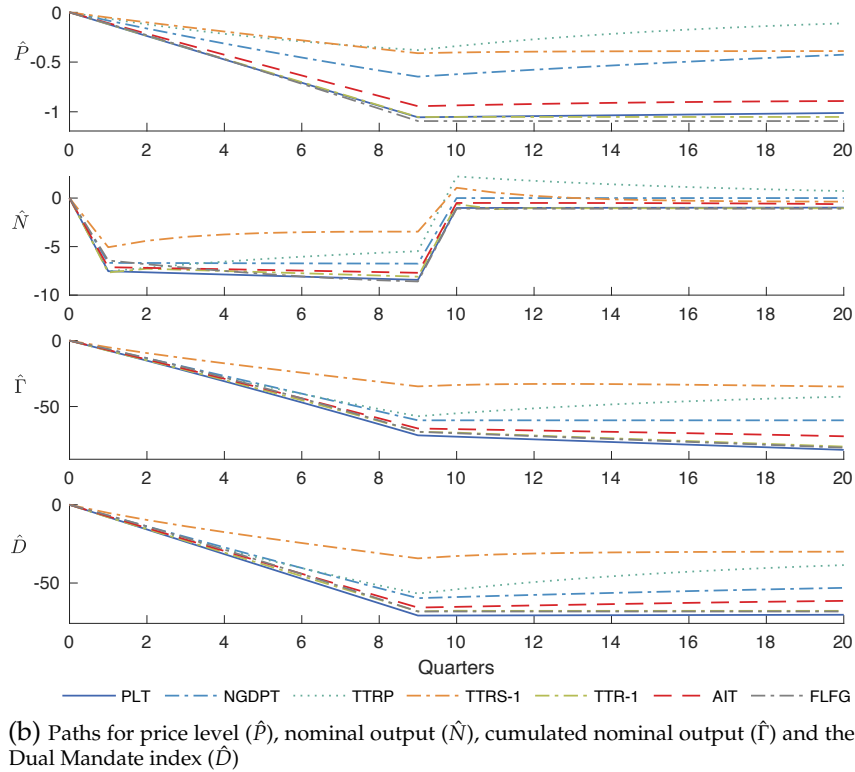 0
P̂
-0.5
-1
0 2 4 6 8 10 12 14 16 18 20
0
N̂
-5
-10
0 2 4 6 8 10 12 14 16 18 20
0
Γ̂
-50
0 2 4 6 8 10 12 14 16 18 20
0
D̂
-50
0 2 4 6 8 10 12 14 16 18 20
Quarters
PLT NGDPT TTRP TTRS-1 TTR-1 AIT FLFG
(b) Paths for price level (P̂), nominal output (N̂), cumulated nominal output (Γ̂) and the
Dual Mandate index (D̂)